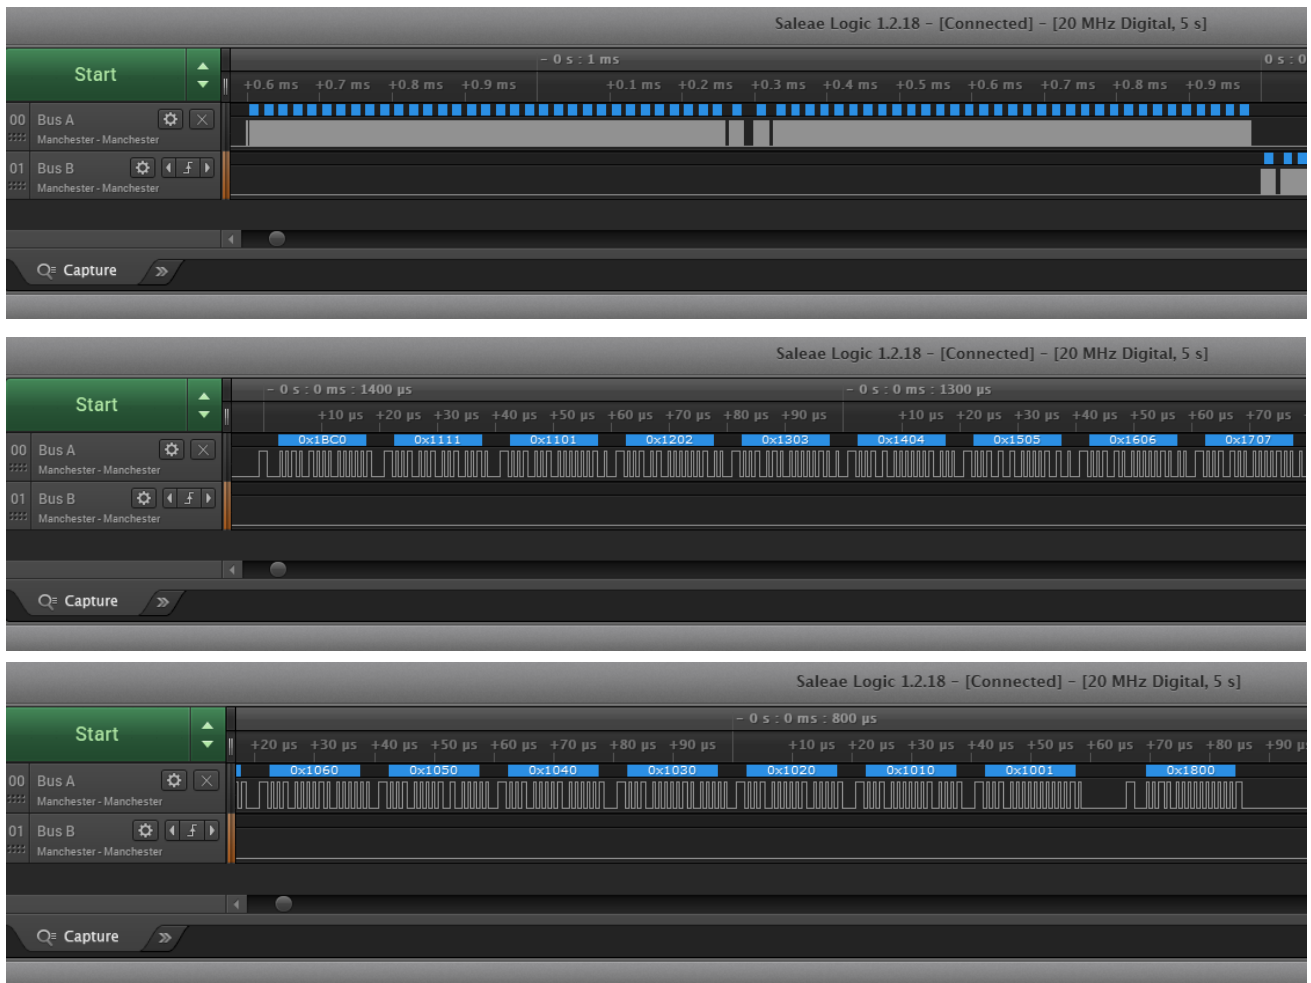 Saleae Logic 1.2.18 - [Connected] - [20 MHz Digital, 5 s]
Start
- 0 s : 1 ms 0 s : 0
+0.6 ms +0.7 ms +0.8 ms +0.9 ms +0.1 ms +0.2 ms +0.3 ms +0.4 ms +0.5 ms +0.6 ms +0.7 ms +0.8 ms +0.9 ms
00 Bus A
Manchester - Manchester
01 Bus B
Manchester - Manchester
Capture
Saleae Logic 1.2.18 - [Connected] - [20 MHz Digital, 5 s]
Start
- 0 s : 0 ms : 1400 µs - 0 s : 0 ms : 1300 µs
+10 µs +20 µs +30 µs +40 µs +50 µs +60 µs +70 µs +80 µs +90 µs +10 µs +20 µs +30 µs +40 µs +50 µs +60 µs +70 µs
0x1BC0 0x1111 0x1101 0x1202 0x1303 0x1404 0x1505 0x1606 0x1707
00 Bus A
Manchester - Manchester
01 Bus B
Manchester - Manchester
Capture
Saleae Logic 1.2.18 - [Connected] - [20 MHz Digital, 5 s]
Start
- 0 s : 0 ms : 800 µs
+20 µs +30 µs +40 µs +50 µs +60 µs +70 µs +80 µs +90 µs +10 µs +20 µs +30 µs +40 µs +50 µs +60 µs +70 µs +80 µs +90 µ
0x1060 0x1050 0x1040 0x1030 0x1020 0x1010 0x1001 0x1800
00 Bus A
Manchester - Manchester
01 Bus B
Manchester - Manchester
Capture